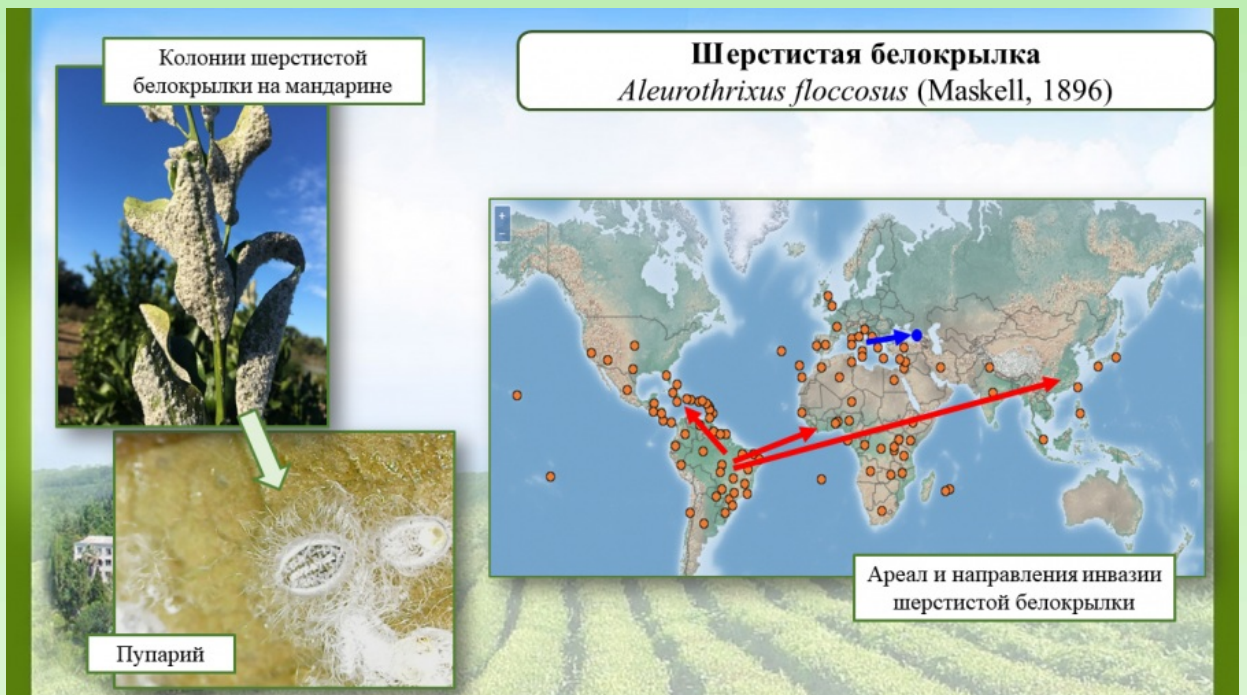 Колонии шерстистой
белокрылки на мандарине
Шерстистая белокрылка
Aleurothrixus floccosus (Maskell, 1896)
+
−
Ареал и направления инвазии
шерстистой белокрылки
Пупарий